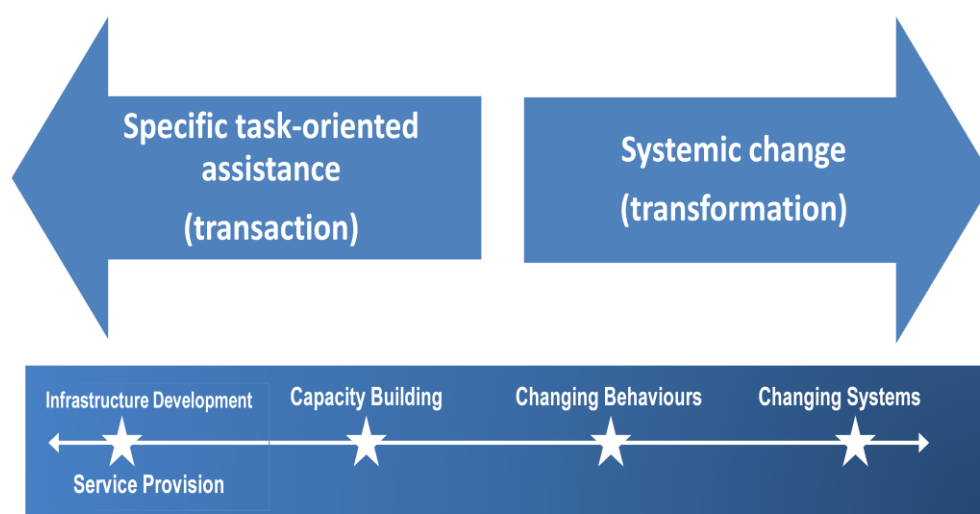 Specific task-oriented
assistance
(transaction)
Systemic change
(transformation)
Infrastructure Development
Service Provision
Capacity Building
Changing Behaviours
Changing Systems